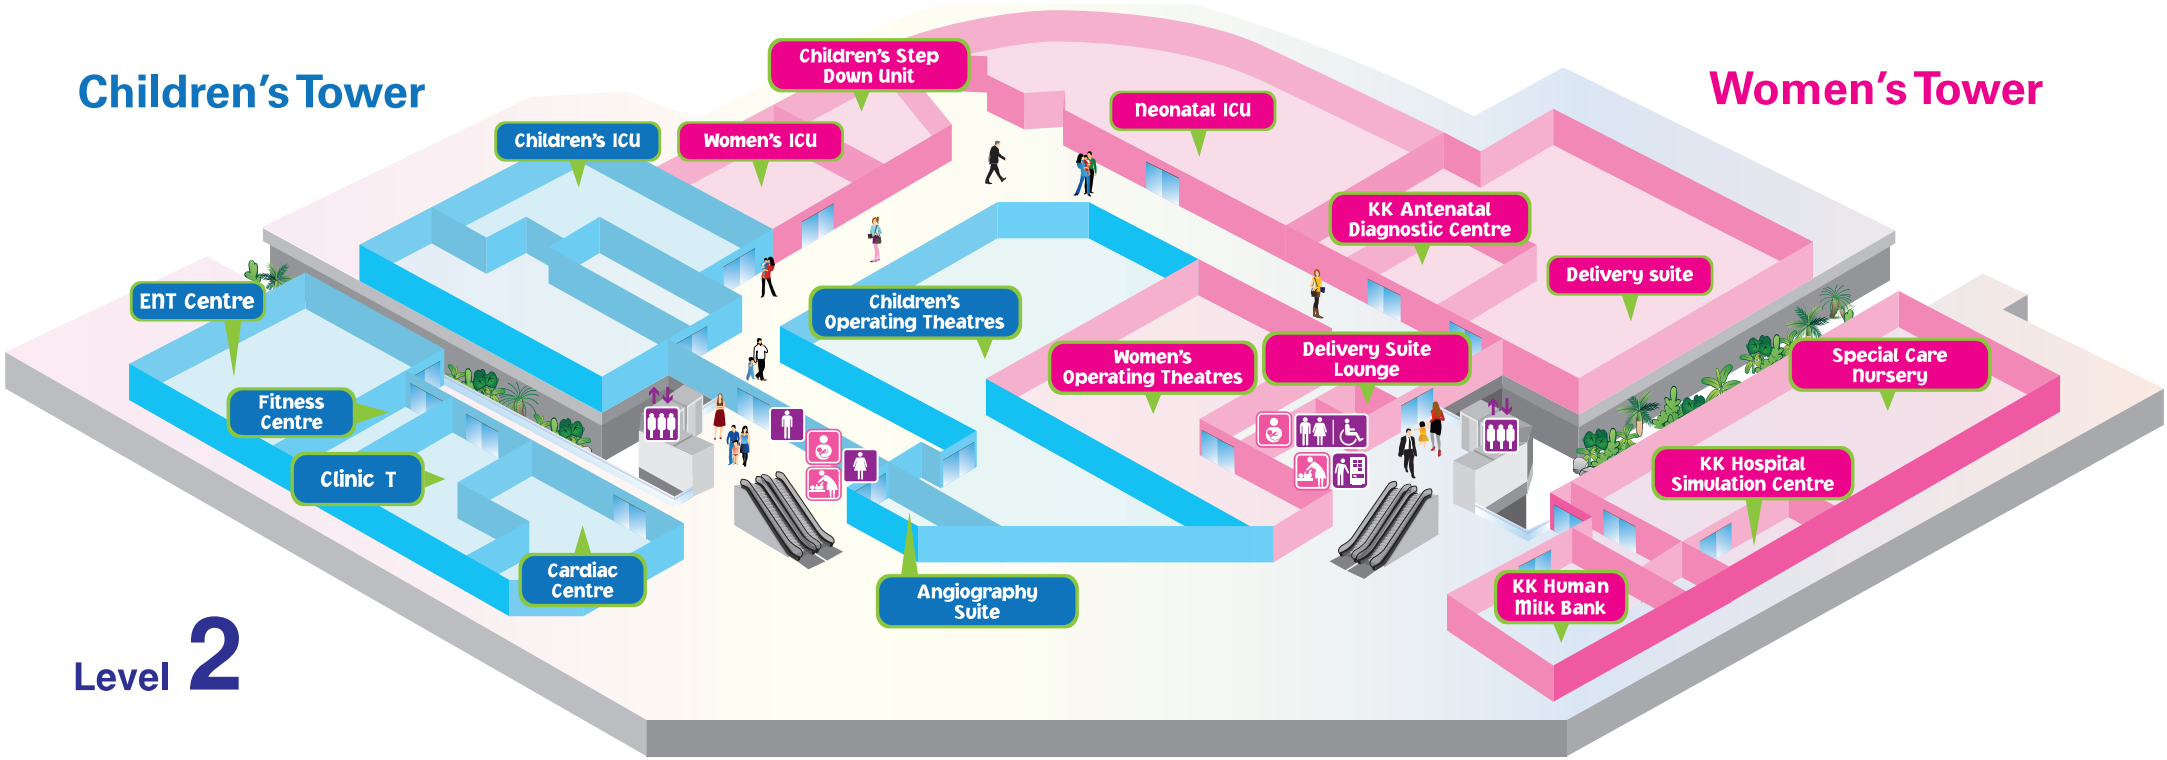 Children's Tower
Women's Tower
Children's Step
Down Unit
Neonatal ICU
Children's ICU
Women's ICU
KK Antenatal
Diagnostic Centre
Delivery suite
ENT Centre
Children's
Operating Theatres
Women's
Operating Theatres
Delivery Suite
Lounge
Special Care
Nursery
Fitness
Centre
Clinic T
KK Hospital
Simulation Centre
Cardiac
Centre
Angiography
Suite
KK Human
Milk Bank
Level 2